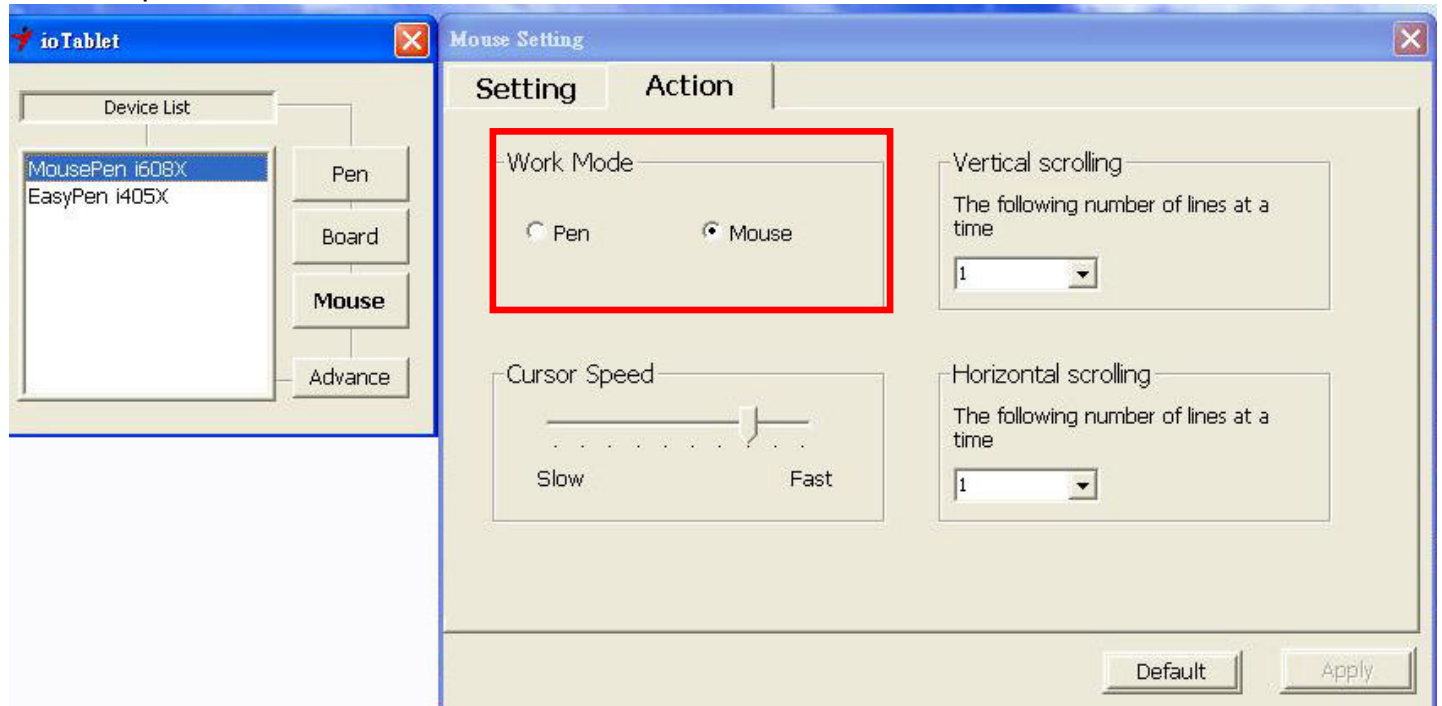 ioTablet
Device List
MousePen i608X
EasyPen i405X
Pen
Board
Mouse
Advance
Mouse Setting
Setting
Action
Work Mode
Pen
Mouse
Vertical scrolling
The following number of lines at a
time
1
Cursor Speed
Slow
Fast
Horizontal scrolling
The following number of lines at a
time
1
Default
Apply